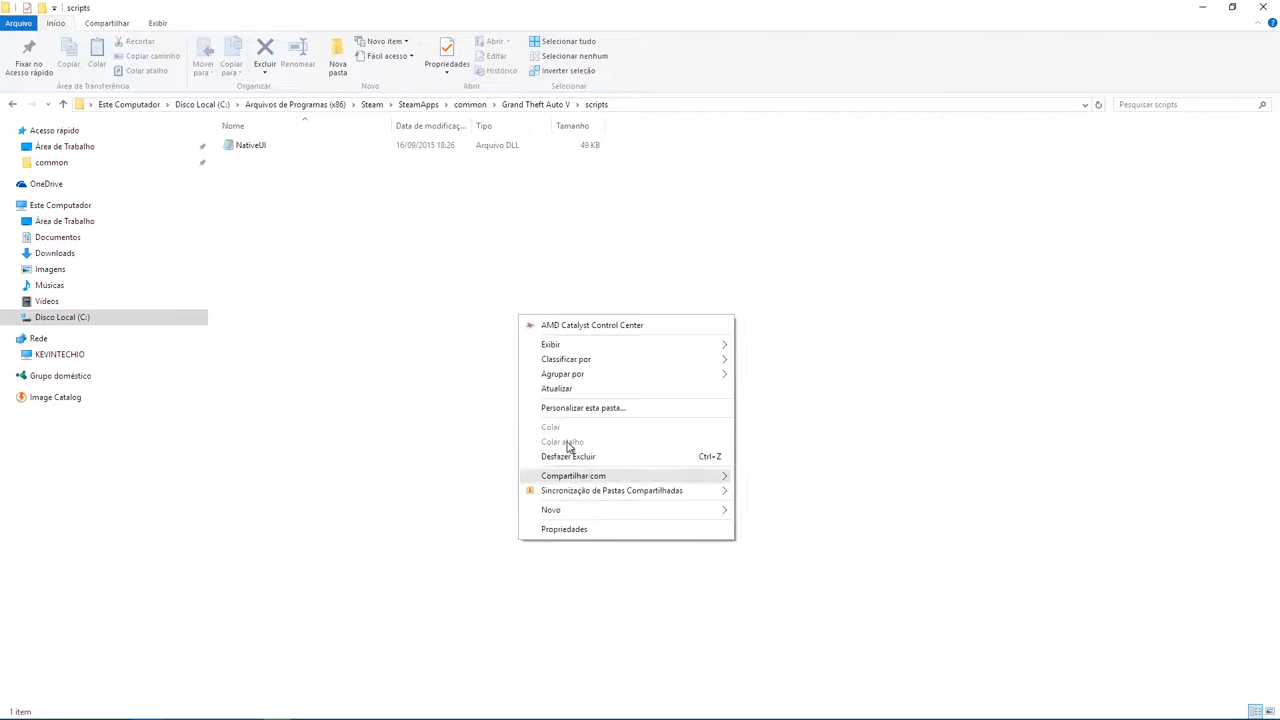 scripts
Arquivo Início Compartilhar Exibir
Fixar no Acesso rápido
Copiar
Colar
Recortar
Copiar caminho
Colar atalho
Área de Transferência
Mover para
Copiar para
Excluir
Renomear
Organizar
Nova pasta
Novo item
Fácil acesso
Novo
Propriedades
Abrir
Editar
Histórico
Abrir
Selecionar tudo
Selecionar nenhum
Inverter seleção
Selecionar
Este Computador > Disco Local (C:) > Arquivos de Programas (x86) > Steam > SteamApps > common > Grand Theft Auto V > scripts
Pesquisar scripts
Nome Data de modificaç... Tipo Tamanho
NativeUI 16/09/2015 18:26 Arquivo DLL 49 KB
Acesso rápido
Área de Trabalho
common
OneDrive
Este Computador
Área de Trabalho
Documentos
Downloads
Imagens
Músicas
Vídeos
Disco Local (C:)
Rede
KEVINTECHIO
Grupo doméstico
Image Catalog
AMD Catalyst Control Center
Exibir
Classificar por
Agrupar por
Atualizar
Personalizar esta pasta...
Colar
Colar atalho
Desfazer Excluir Ctrl+Z
Compartilhar com
Sincronização de Pastas Compartilhadas
Novo
Propriedades
1 item